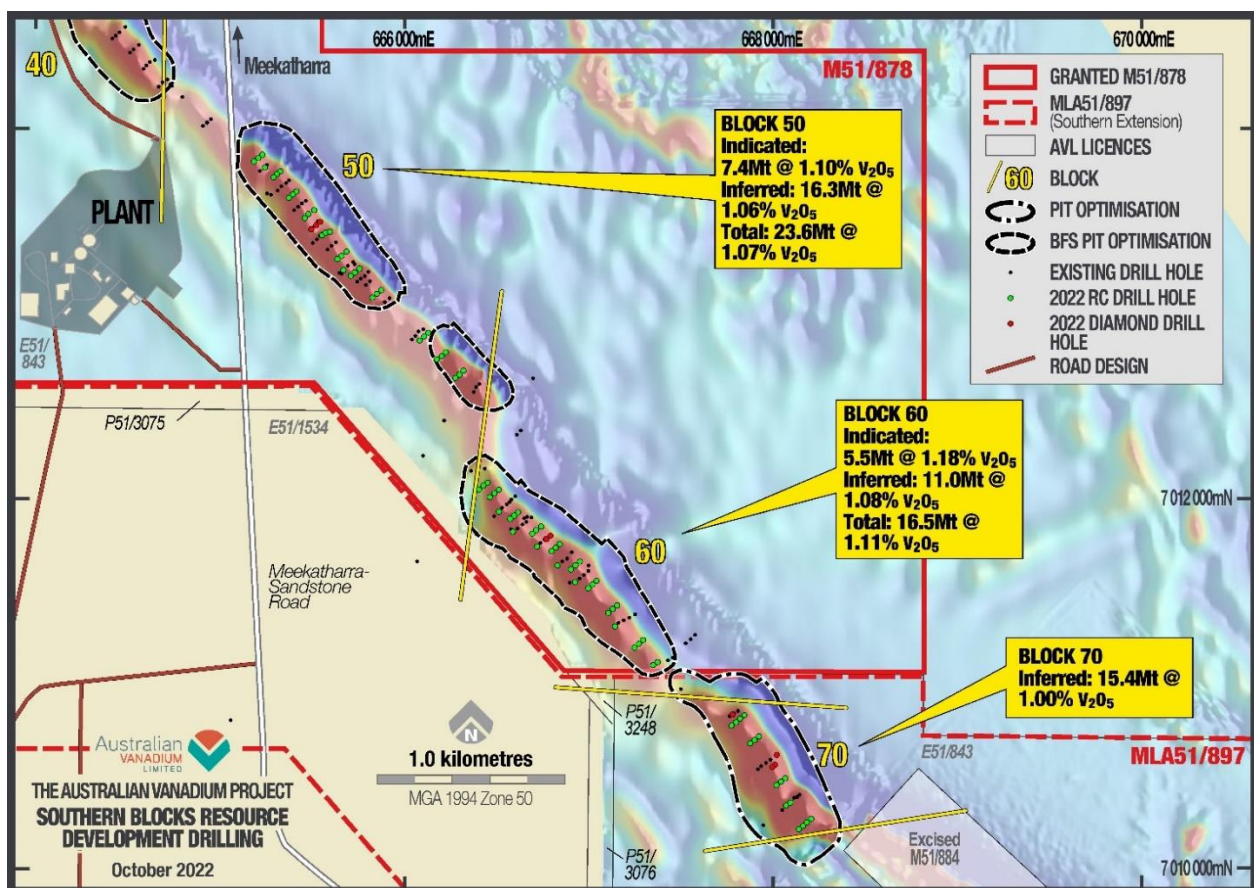 666 000mE
668 000mE
670 000mE
40
Meekatharra
M51/878
GRANTED M51/878
MLA51/897
(Southern Extension)
AVL LICENCES
60 BLOCK
PIT OPTIMISATION
BFS PIT OPTIMISATION
EXISTING DRILL HOLE
2022 RC DRILL HOLE
2022 DIAMOND DRILL
HOLE
ROAD DESIGN
BLOCK 50
Indicated:
7.4Mt @ 1.10% V₂O₅
Inferred: 16.3Mt @
1.06% V₂O₅
Total: 23.6Mt @
1.07% V₂O₅
50
PLANT
E51/
843
P51/3075
E51/1534
BLOCK 60
Indicated:
5.5Mt @ 1.18% V₂O₅
Inferred: 11.0Mt @
1.08% V₂O₅
Total: 16.5Mt @
1.11% V₂O₅
7 012 000mN
60
Meekatharra-
Sandstone
Road
BLOCK 70
Inferred: 15.4Mt @
1.00% V₂O₅
P51/
3248
E51/843
MLA51/897
70
N
1.0 kilometres
MGA 1994 Zone 50
Australian
VANADIUM
LIMITED
THE AUSTRALIAN VANADIUM PROJECT
SOUTHERN BLOCKS RESOURCE
DEVELOPMENT DRILLING
October 2022
P51/
3076
Excised
M51/884
7 010 000mN